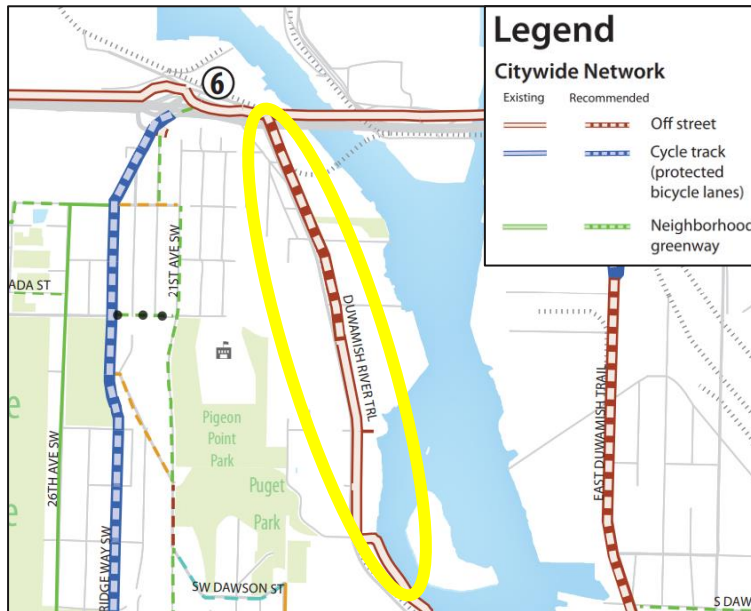 Legend
Citywide Network
Existing
Recommended
Off street
Cycle track
(protected
bicycle lanes)
Neighborhood
greenway
6
21ST AVE SW
ADA ST
DUWAMISH RIVER TRL
EAST DUWAMISH TRAIL
26TH AVE SW
Pigeon
Point
Park
Puget
Park
SW DAWSON ST
RIDGE WAY SW
S DAW